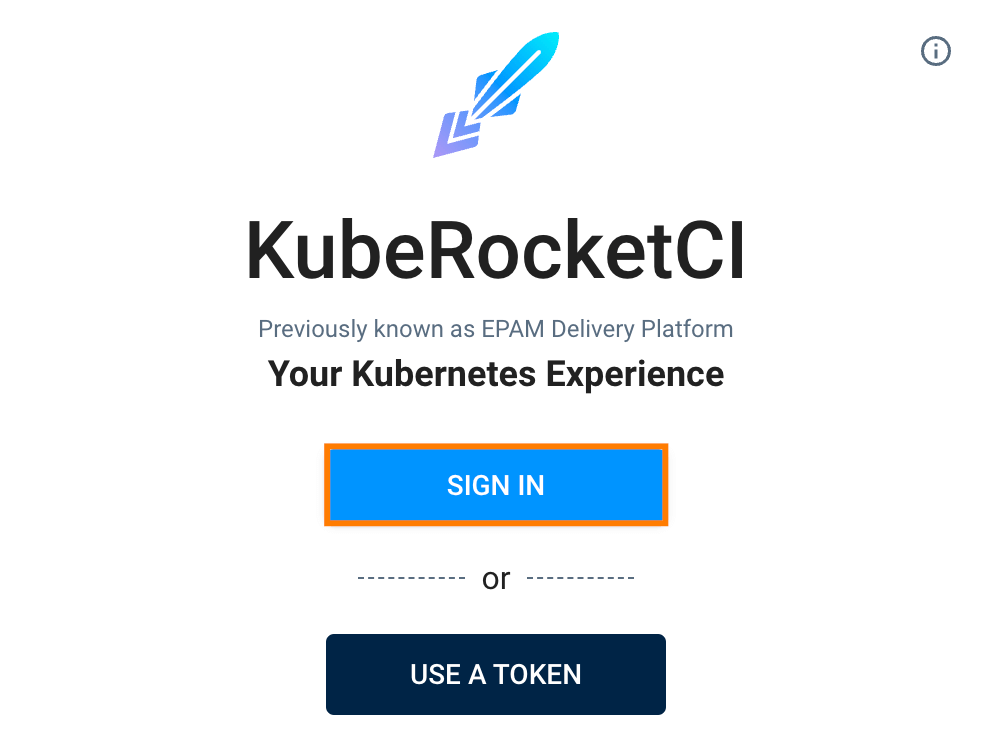 KubeRocketCI
Previously known as EPAM Delivery Platform
Your Kubernetes Experience
SIGN IN
or
USE A TOKEN